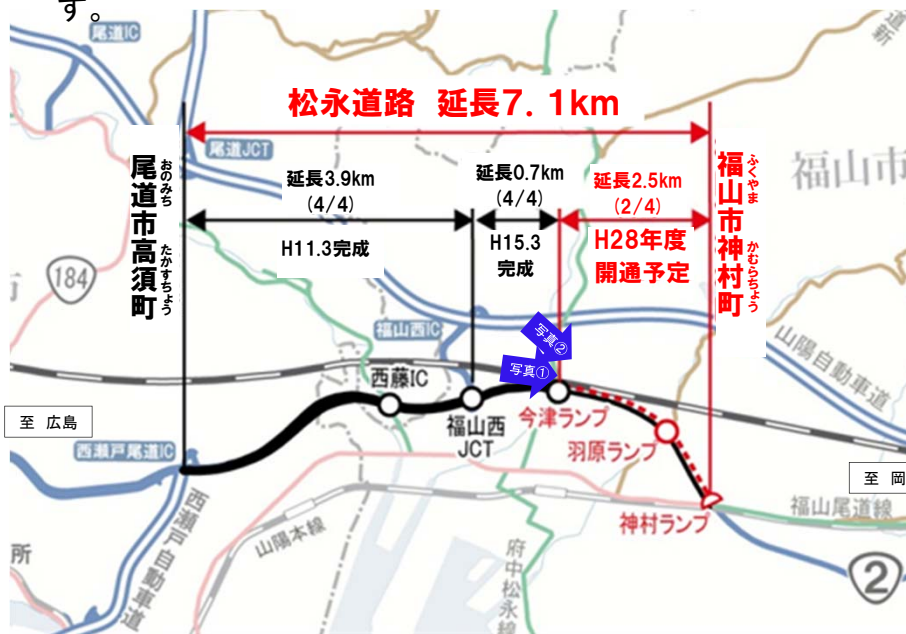 す。
尾道IC
道新
松永道路 延長7.1km
尾道JCT
延長3.9km
(4/4)
H11.3完成
延長0.7km
(4/4)
H15.3
完成
延長2.5km
(2/4)
H28年度
開通予定
尾道市高須町
おのみち たかすちょう
福山市神村町
ふくやま かむらちょう
福山市
184
福山西IC
写真②
写真①
山陽自動車道
西藤IC
福山西
JCT
今津ランプ
羽原ランプ
神村ランプ
至 広島
至 岡
西瀬戸尾道IC
西瀬戸自動車道
山陽本線
府中松永線
福山尾道線
所
2